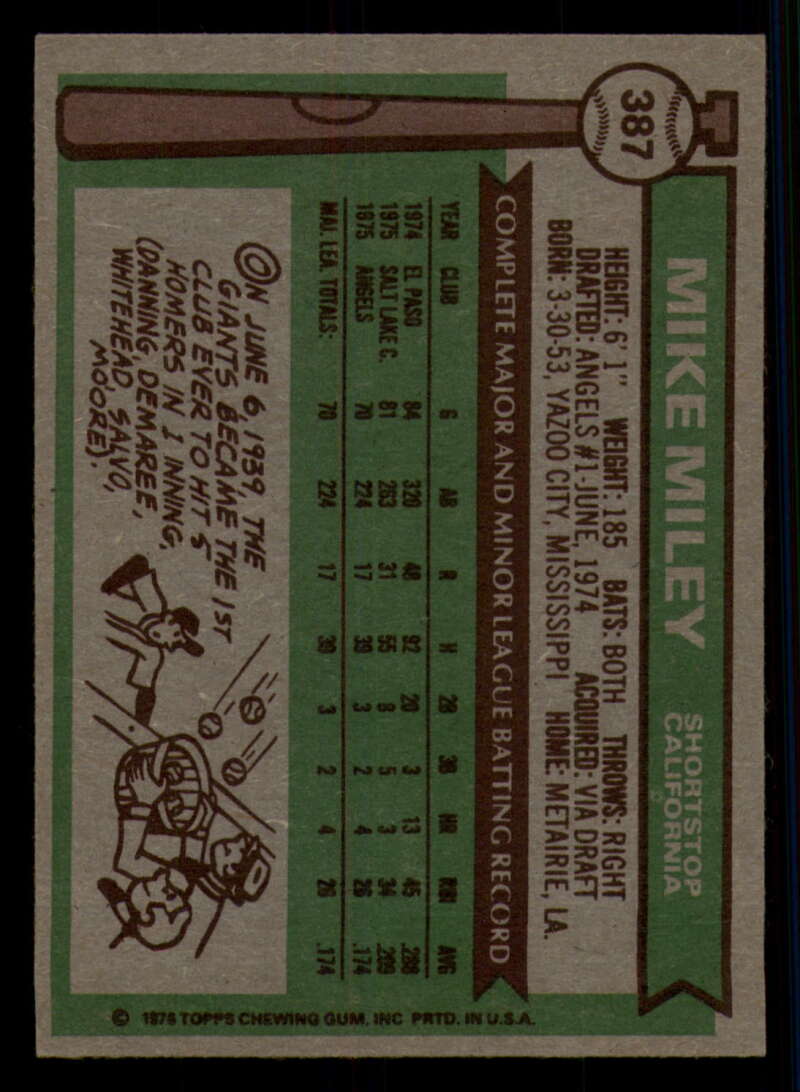 387
MIKE MILEY
SHORTSTOP
CALIFORNIA
HEIGHT: 6' 1" WEIGHT: 185 BATS: BOTH THROWS: RIGHT
DRAFTED: ANGELS #1-JUNE, 1974 ACQUIRED: VIA DRAFT
BORN: 3-30-53, YAZOO CITY, MISSISSIPPI HOME: METAIRIE, LA.
COMPLETE MAJOR AND MINOR LEAGUE BATTING RECORD
YEAR CLUB G AB R H 2B 3B HR RBI AVG
1974 EL PASO 84 320 48 92 20 3 13 45 .288
1975 SALT LAKE C. 81 263 31 55 8 5 3 34 .209
1975 ANGELS 70 224 17 39 3 2 4 26 .174
MAJ. LEA. TOTALS: 70 224 17 39 3 2 4 26 .174
ON JUNE 6, 1939, THE
GIANTS BECAME THE 1ST
CLUB EVER TO HIT 5
HOMERS IN 1 INNING,
(DANNING, DEMAREE,
WHITEHEAD, SALVO,
MOORE).
© 1976 TOPPS CHEWING GUM, INC PRTD. IN U.S.A.